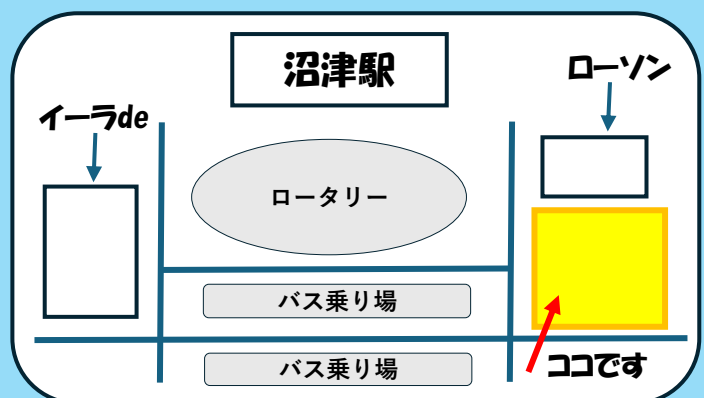 沼津駅
ローソン
イーラde
ロータリー
バス乗り場
バス乗り場
ココです